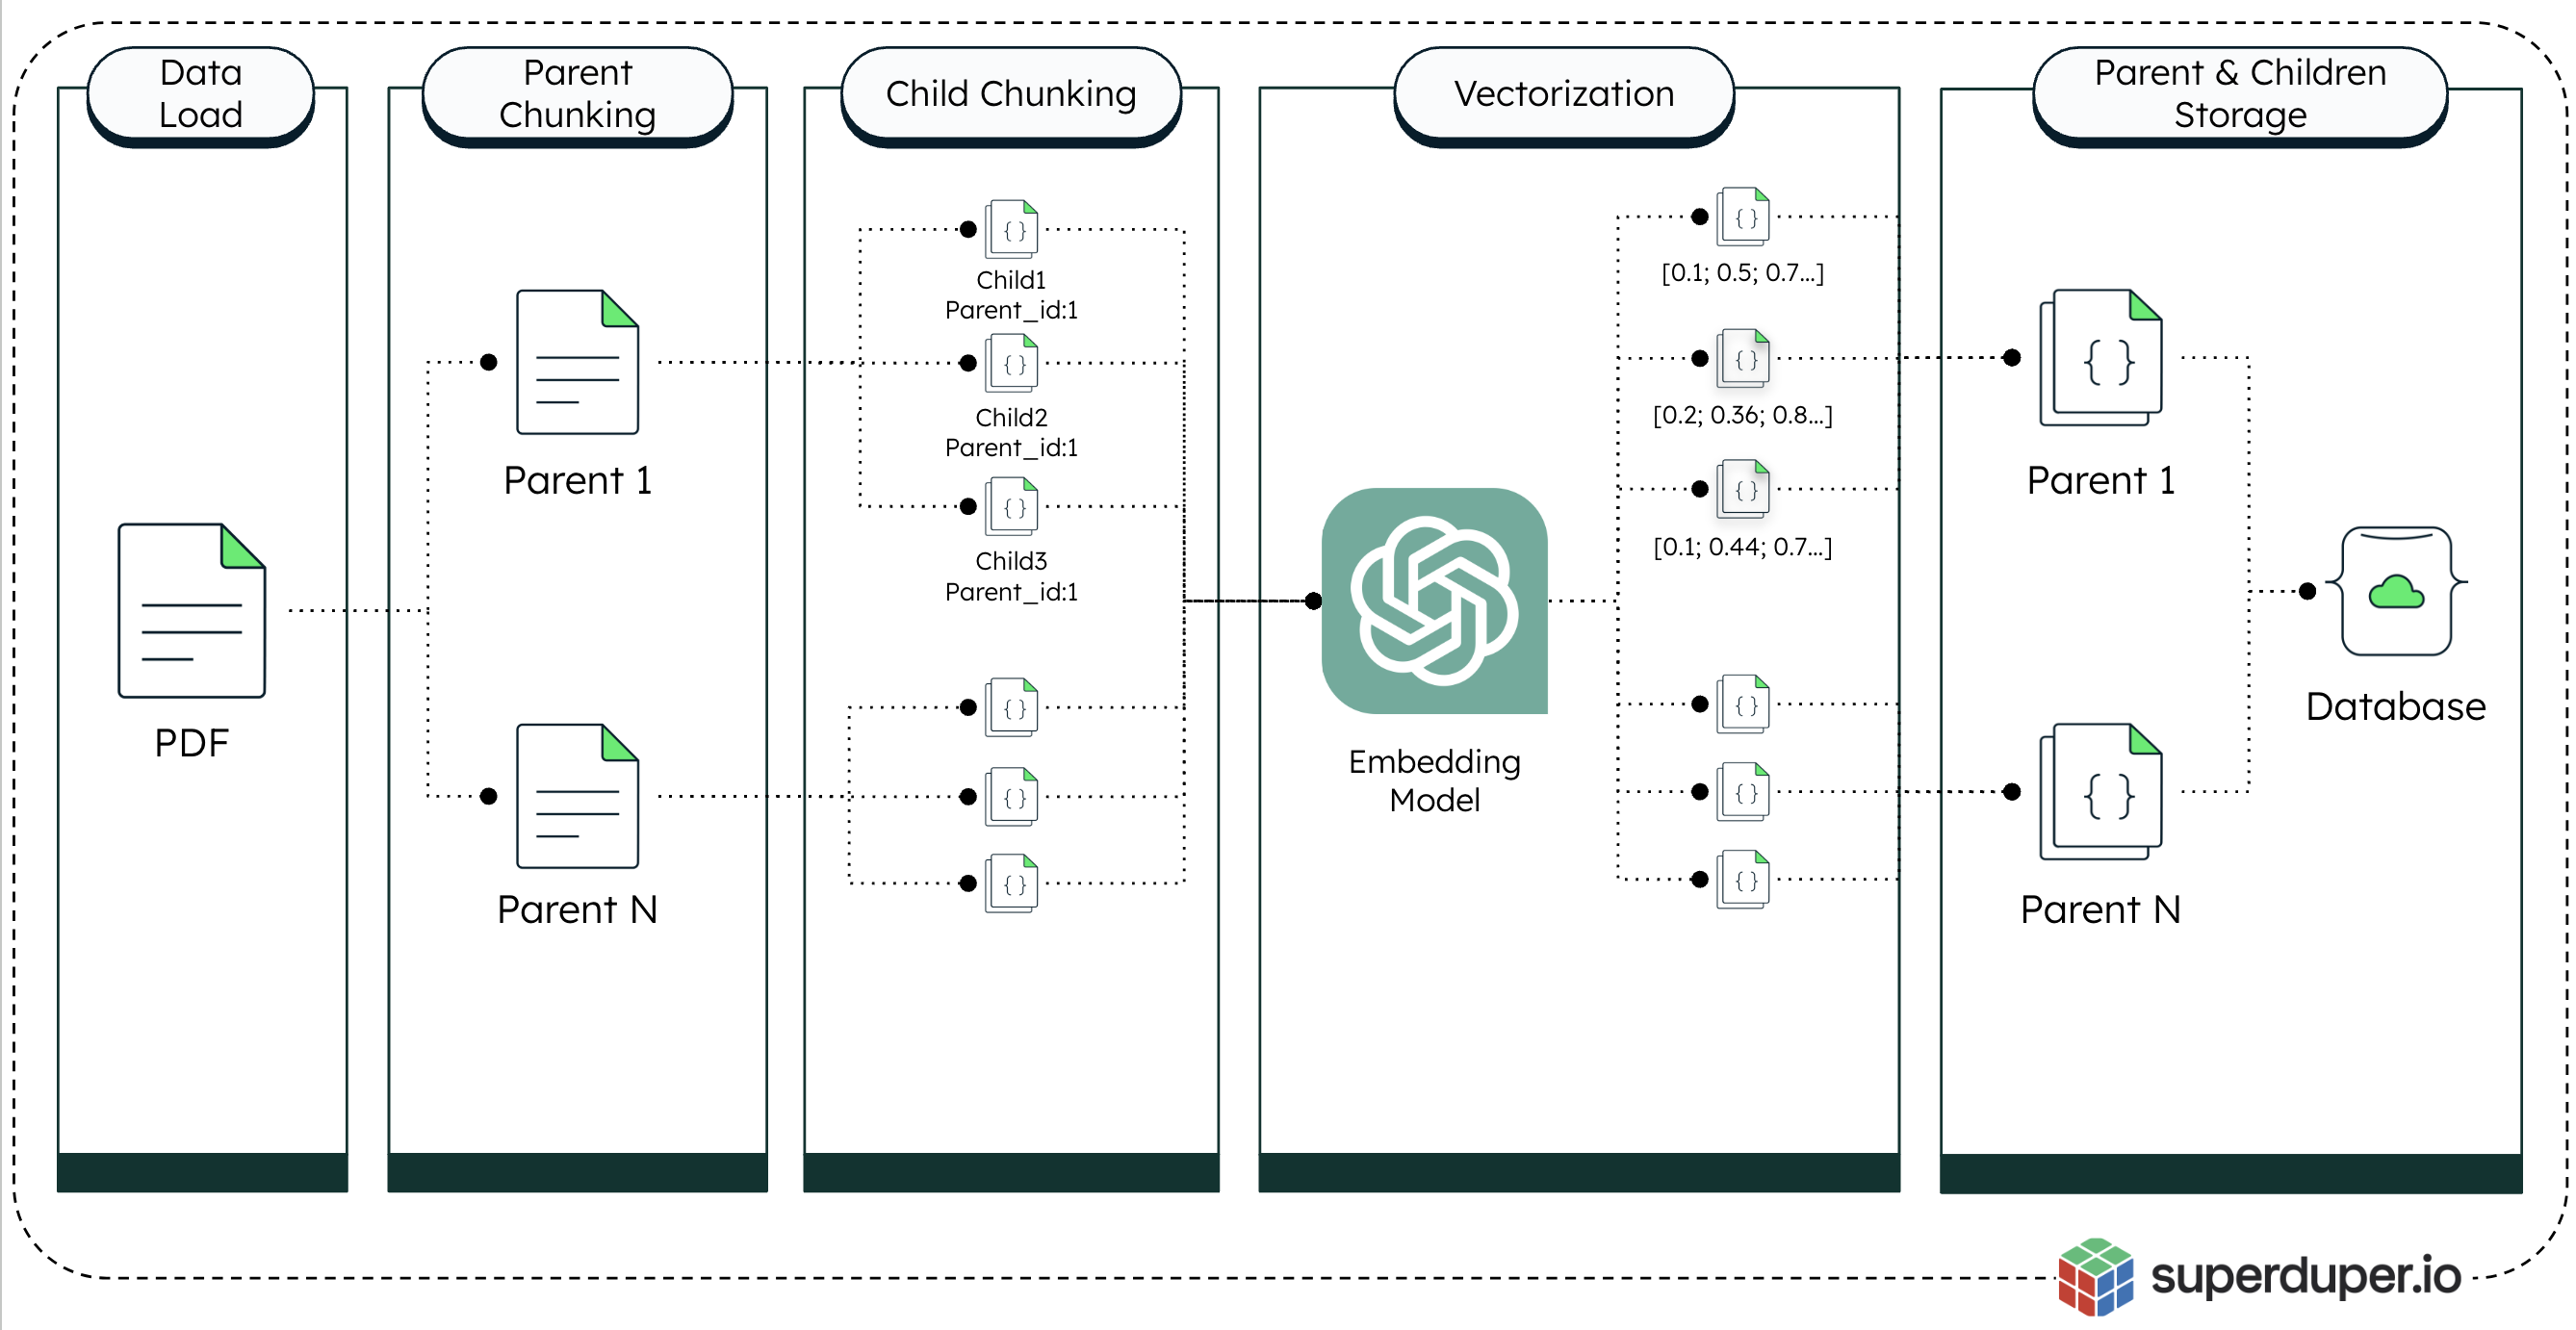 Data
Load
Parent
Chunking
Child Chunking
Vectorization
Parent & Children
Storage
PDF
Parent 1
Parent N
{ }
Child1
Parent_id:1
{ }
Child2
Parent_id:1
{ }
Child3
Parent_id:1
{ }
{ }
{ }
Embedding
Model
{ }
[0.1; 0.5; 0.7...]
{ }
[0.2; 0.36; 0.8...]
{ }
[0.1; 0.44; 0.7...]
{ }
{ }
{ }
{ }
Parent 1
{ }
Parent N
Database
superduper.io